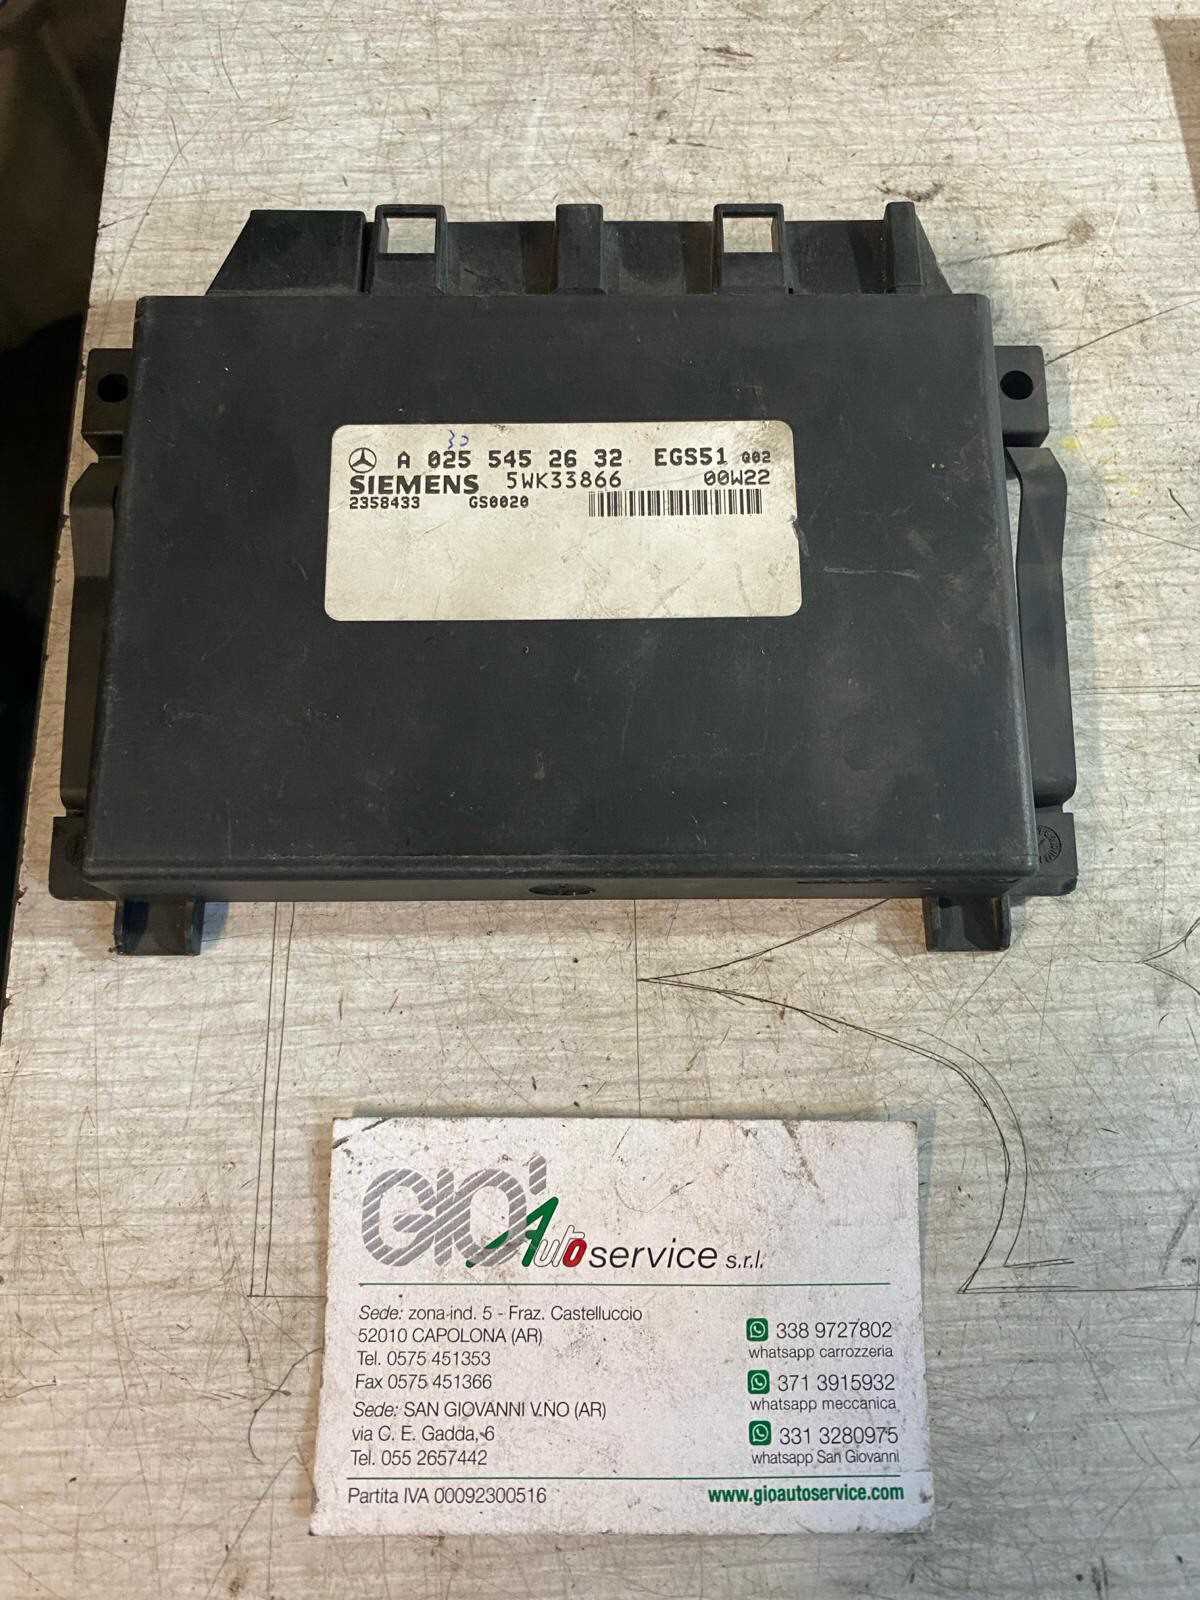 30
A 025 545 26 32 EGS51 Q02
SIEMENS 5WK33866 00W22
2358433 GS0020
GIO' Auto service s.r.l.
Sede: zona ind. 5 - Fraz. Castelluccio
52010 CAPOLONA (AR)
Tel. 0575 451353
Fax 0575 451366
Sede: SAN GIOVANNI V.NO (AR)
via C. E. Gadda, 6
Tel. 055 2657442
338 9727802
whatsapp carrozzeria
371 3915932
whatsapp meccanica
331 3280975
whatsapp San Giovanni
Partita IVA 00092300516
www.gioautoservice.com